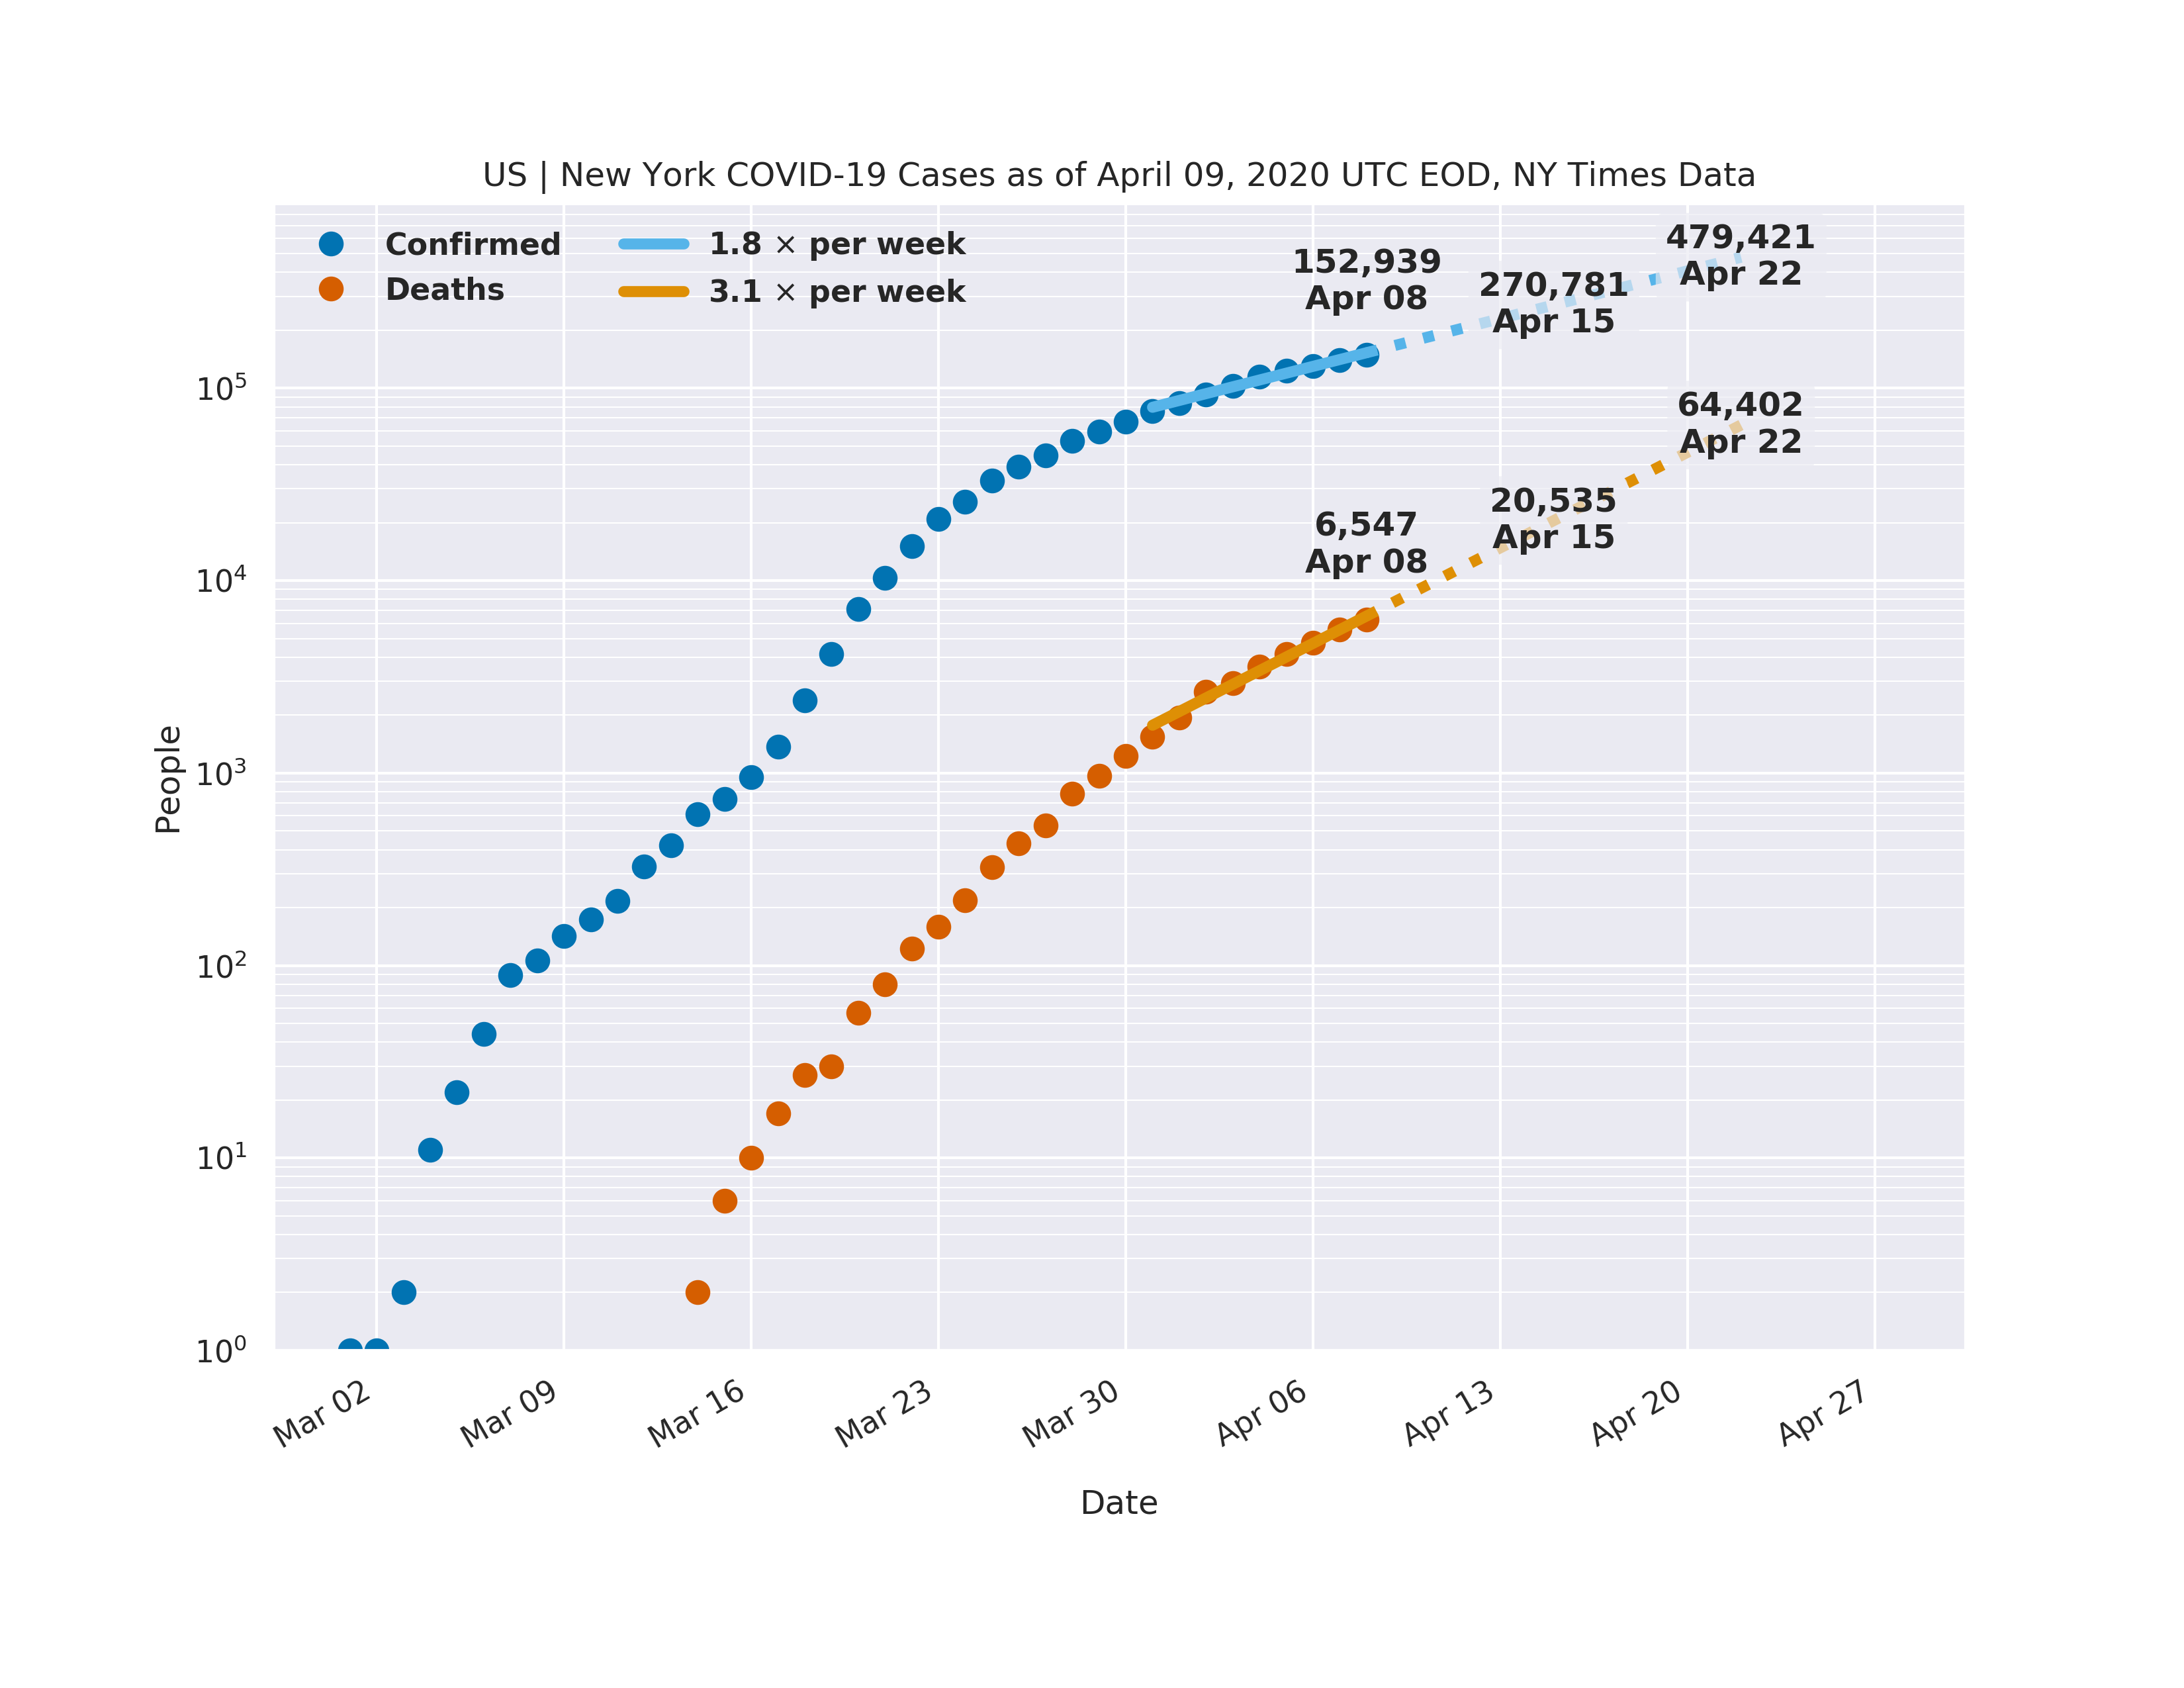 US | New York COVID-19 Cases as of April 09, 2020 UTC EOD, NY Times Data
Confirmed
Deaths
1.8 × per week
3.1 × per week
152,939
Apr 08
270,781
Apr 15
479,421
Apr 22
6,547
Apr 08
20,535
Apr 15
64,402
Apr 22
People
10⁵
10⁴
10³
10²
10¹
10⁰
Mar 02
Mar 09
Mar 16
Mar 23
Mar 30
Apr 06
Apr 13
Apr 20
Apr 27
Date